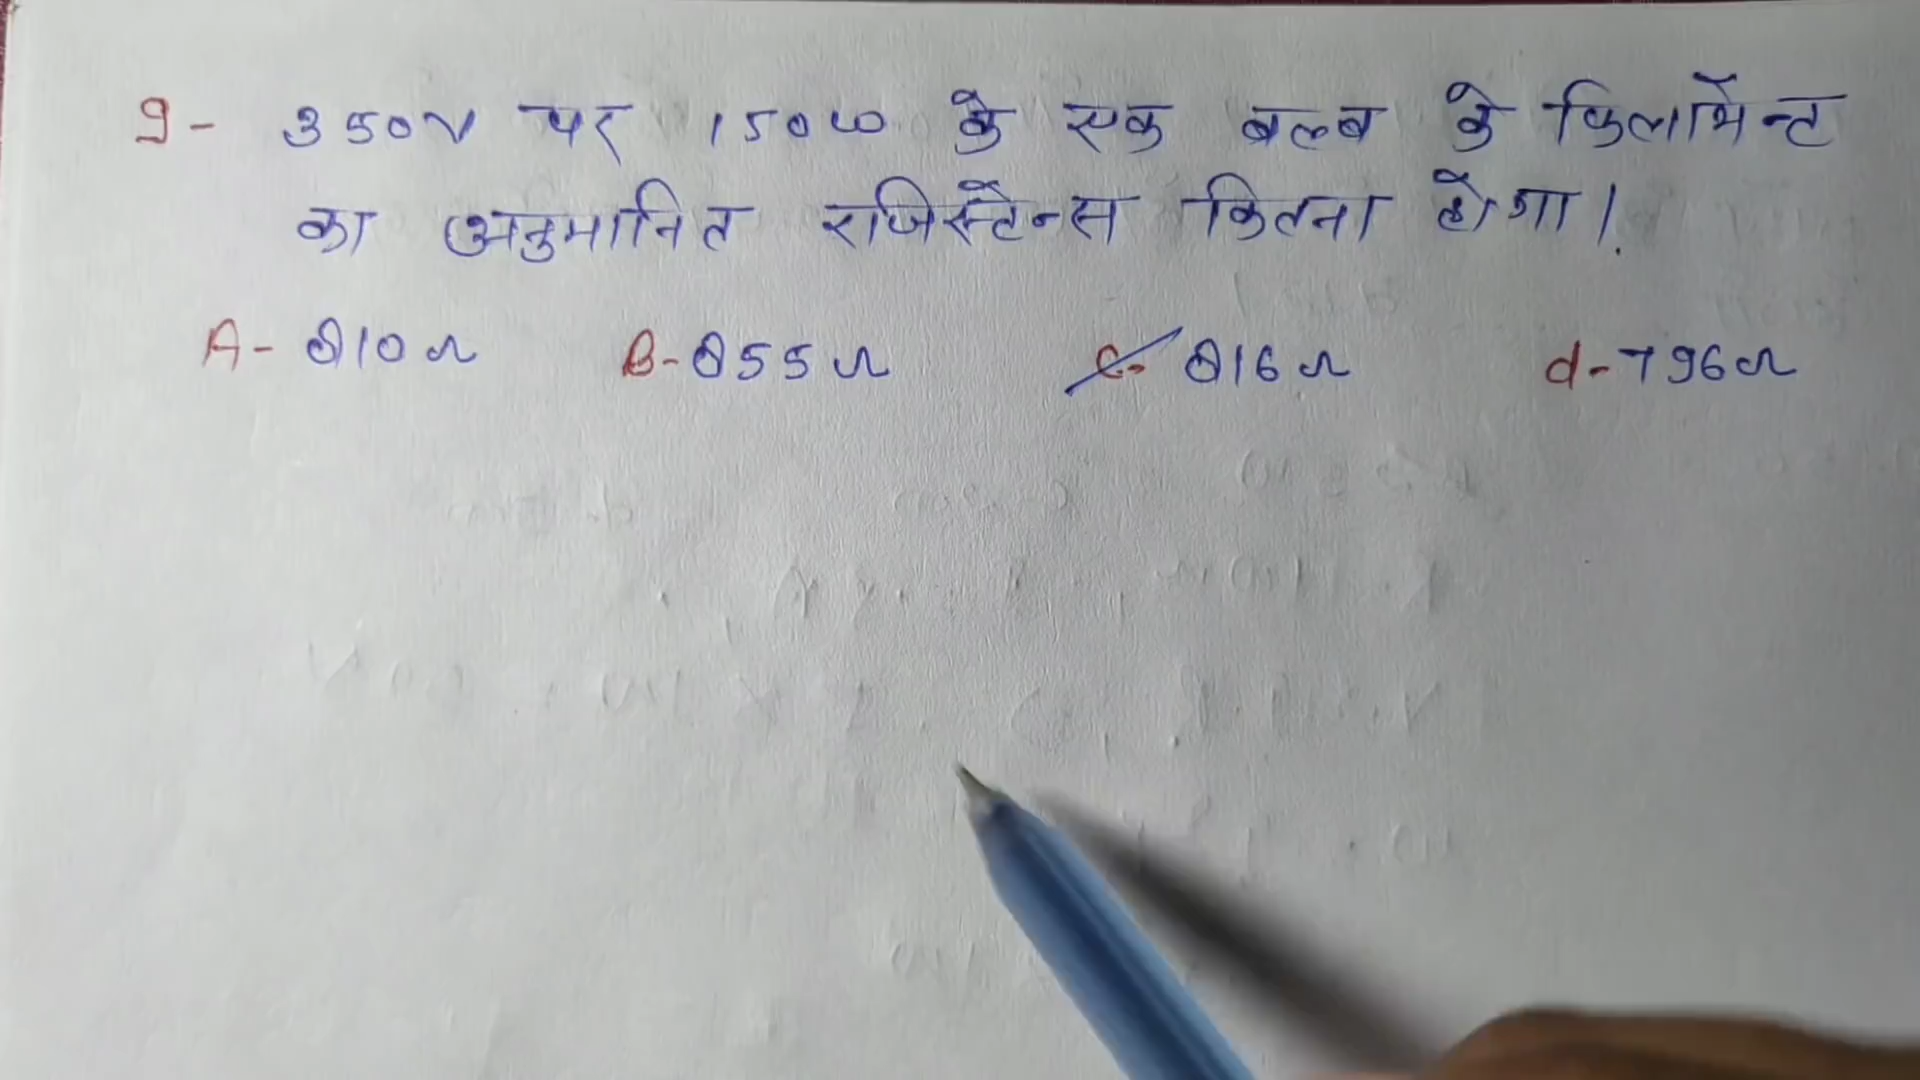 9- 350V पर 150W के एक बल्ब के फिलामेन्ट
का अनुमानित रजिस्टेन्स कितना होगा।
A- 810Ω B- 855Ω C- 816Ω d- 796Ω